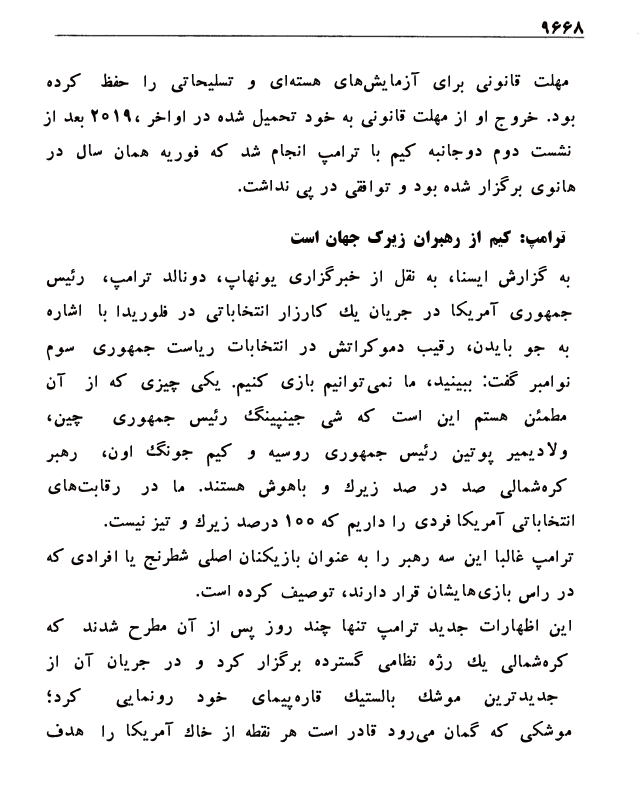 ۹۶۶۸
مهلت قانونی برای آزمایش‌های هسته‌ای و تسلیحاتی را حفظ کرده
بود. خروج او از مهلت قانونی به خود تحمیل شده در اواخر ۲۰۱۹، بعد از
نشست دوم دوجانبه کیم با ترامپ انجام شد که فوریه همان سال در
هانوی برگزار شده بود و توافقی در پی نداشت.
ترامپ: کیم از رهبران زیرک جهان است
به گزارش ایسنا، به نقل از خبرگزاری یونهاپ، دونالد ترامپ، رئیس
جمهوری آمریکا در جریان یك کارزار انتخاباتی در فلوریدا با اشاره
به جو بایدن، رقیب دموکراتش در انتخابات ریاست جمهوری سوم
نوامبر گفت: ببینید، ما نمی‌توانیم بازی کنیم. یکی چیزی که از آن
مطمئن هستم این است که شی جینپینگ رئیس جمهوری چین،
ولادیمیر پوتین رئیس جمهوری روسیه و کیم جونگ اون، رهبر
کره‌شمالی صد در صد زیرك و باهوش هستند. ما در رقابت‌های
انتخاباتی آمریکا فردی را داریم که ۱۰۰ درصد زیرك و تیز نیست.
ترامپ غالبا این سه رهبر را به عنوان بازیکنان اصلی شطرنج یا افرادی که
در راس بازی‌هایشان قرار دارند، توصیف کرده است.
این اظهارات جدید ترامپ تنها چند روز پس از آن مطرح شدند که
کره‌شمالی یك رژه نظامی گسترده برگزار کرد و در جریان آن از
جدیدترین موشك بالستیك قاره‌پیمای خود رونمایی کرد؛
موشکی که گمان می‌رود قادر است هر نقطه از خاك آمریکا را هدف